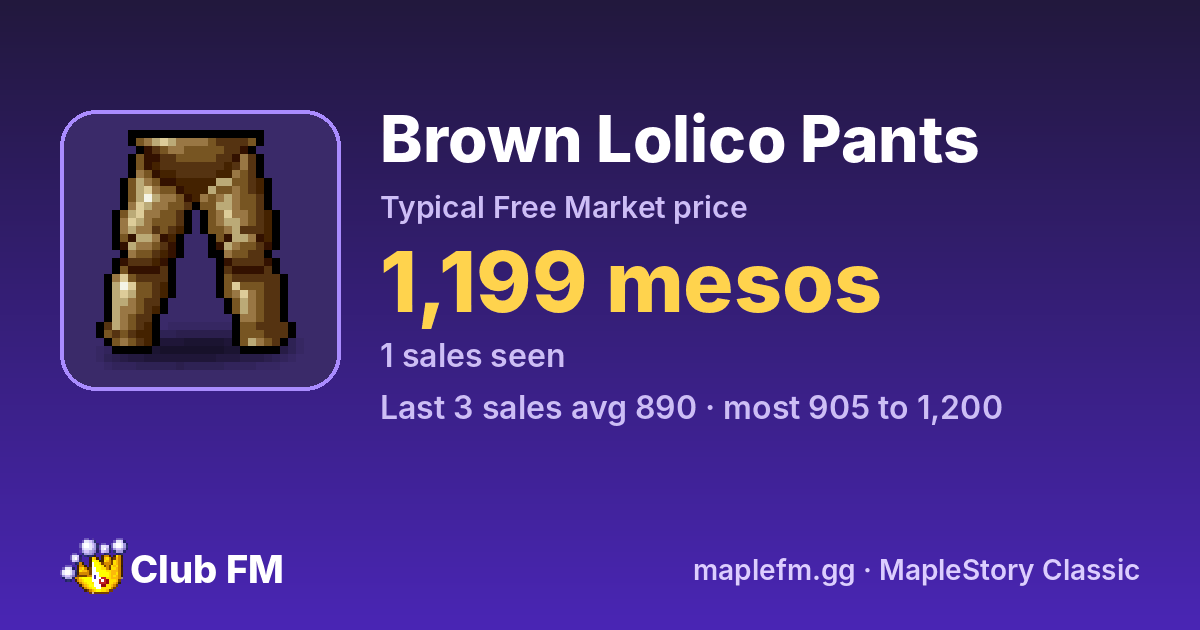 Brown Lolico Pants
Typical Free Market price
1,199 mesos
1 sales seen
Last 3 sales avg 890 · most 905 to 1,200
Club FM
maplefm.gg · MapleStory Classic